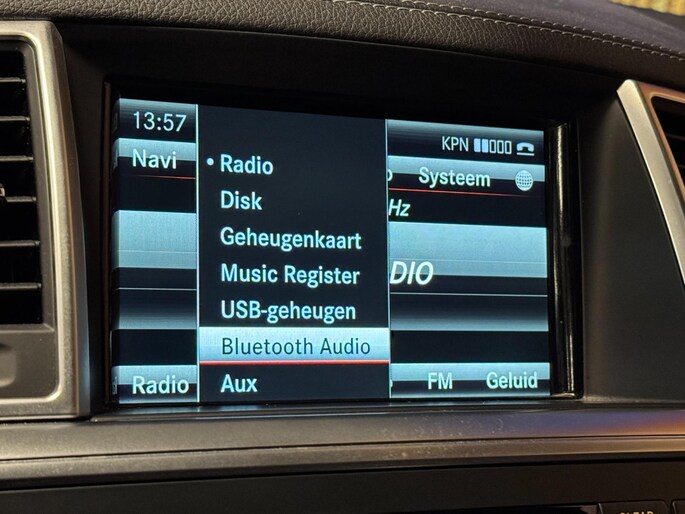 13:57
KPN
Navi
Systeem
Hz
DIO
• Radio
Disk
Geheugenkaart
Music Register
USB-geheugen
Bluetooth Audio
Aux
Radio
FM
Geluid